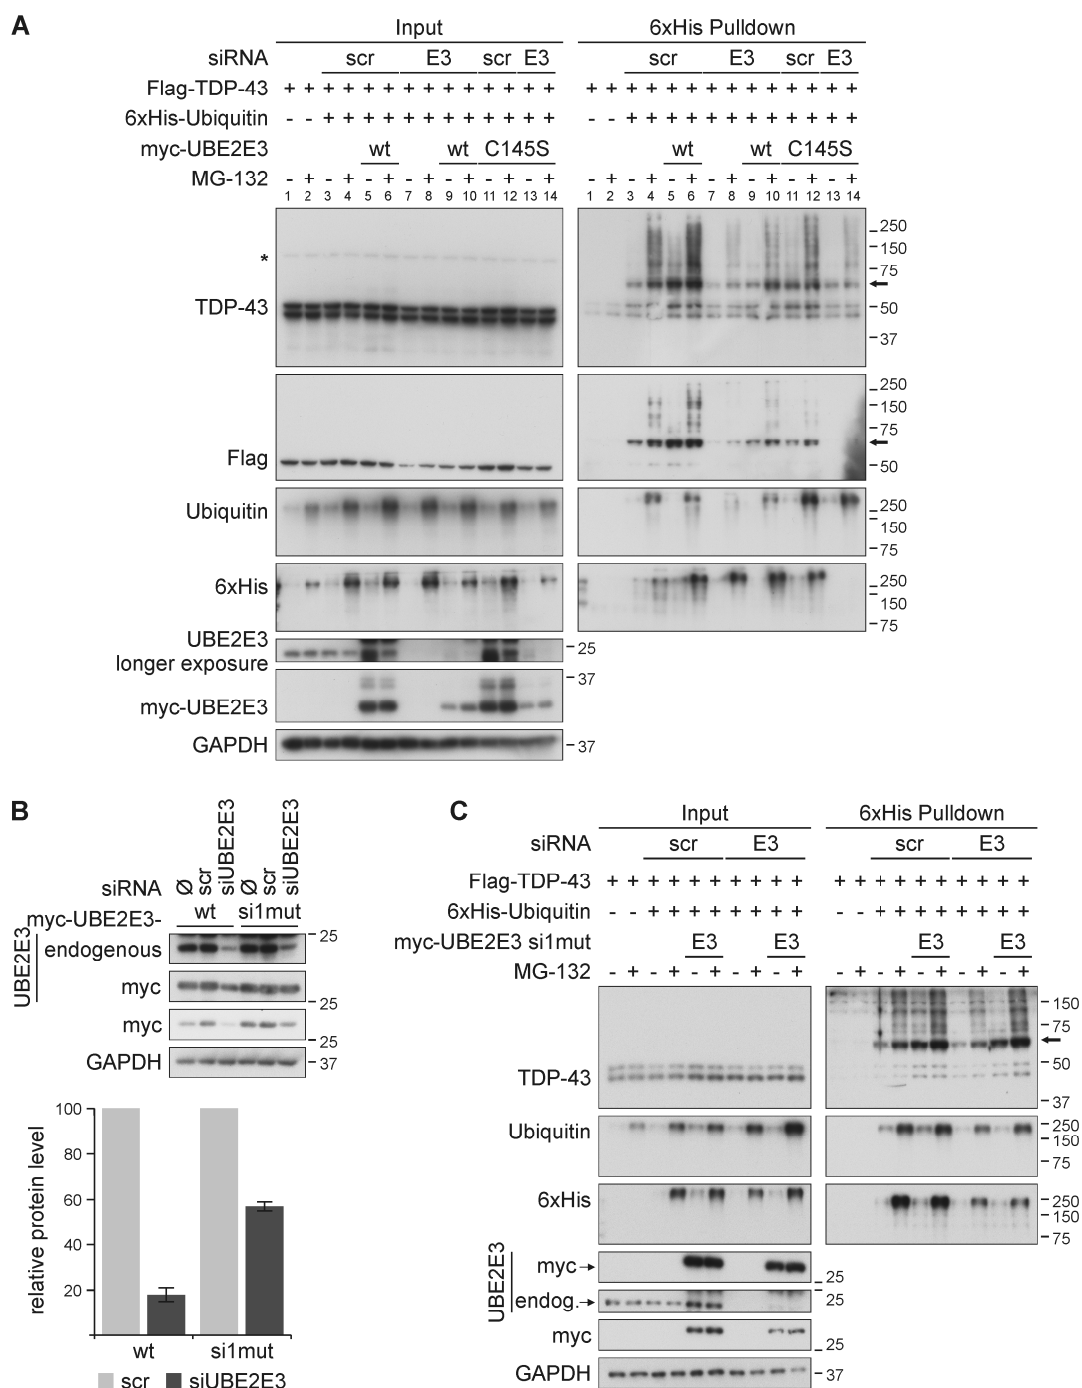 A
Input 6xHis Pulldown
siRNA scr E3 scr E3 scr E3 scr E3
Flag-TDP-43 + + + + + + + + + + + + + + + + + + + + + + + + + + + +
6xHis-Ubiquitin - - + + + + + + + + + + + + - - + + + + + + + + + + + +
myc-UBE2E3 wt wt C145S wt wt C145S
MG-132 - + - + - + - + - + - + - + - + - + - + - + - + - + - +
1 2 3 4 5 6 7 8 9 10 11 12 13 14 1 2 3 4 5 6 7 8 9 10 11 12 13 14
*
TDP-43
250
150
75
50
37
Flag
250
150
75
50
Ubiquitin
250
150
75
6xHis
250
150
75
UBE2E3
longer exposure
25
37
myc-UBE2E3
GAPDH
37
B
siRNA Ø scr siUBE2E3 Ø scr siUBE2E3
myc-UBE2E3- wt si1mut
UBE2E3
endogenous 25
myc 25
myc 25
GAPDH 37
relative protein level
100
80
60
40
20
wt si1mut
scr siUBE2E3
C
Input 6xHis Pulldown
siRNA scr E3 scr E3
Flag-TDP-43 + + + + + + + + + + + + + + + + + + + +
6xHis-Ubiquitin - - + + + + + + + + - - + + + + + + + +
myc-UBE2E3 si1mut E3 E3 E3 E3
MG-132 - + - + - + - + - + - + - + - + - + - +
TDP-43
150
75
50
37
Ubiquitin
250
150
75
6xHis
250
150
75
UBE2E3
myc 25
endog. 25
myc 25
GAPDH 37